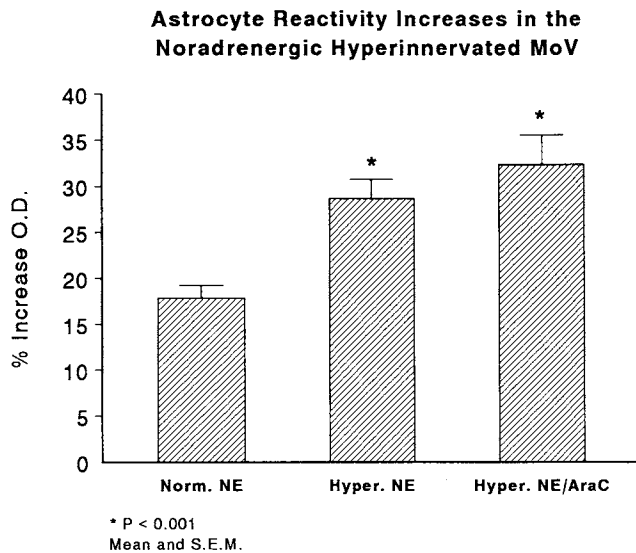 Astrocyte Reactivity Increases in the
Noradrenergic Hyperinnervated MoV
40
35
30
25
20
15
10
5
0
% Increase O.D.
*
*
Norm. NE
Hyper. NE
Hyper. NE/AraC
* P < 0.001
Mean and S.E.M.